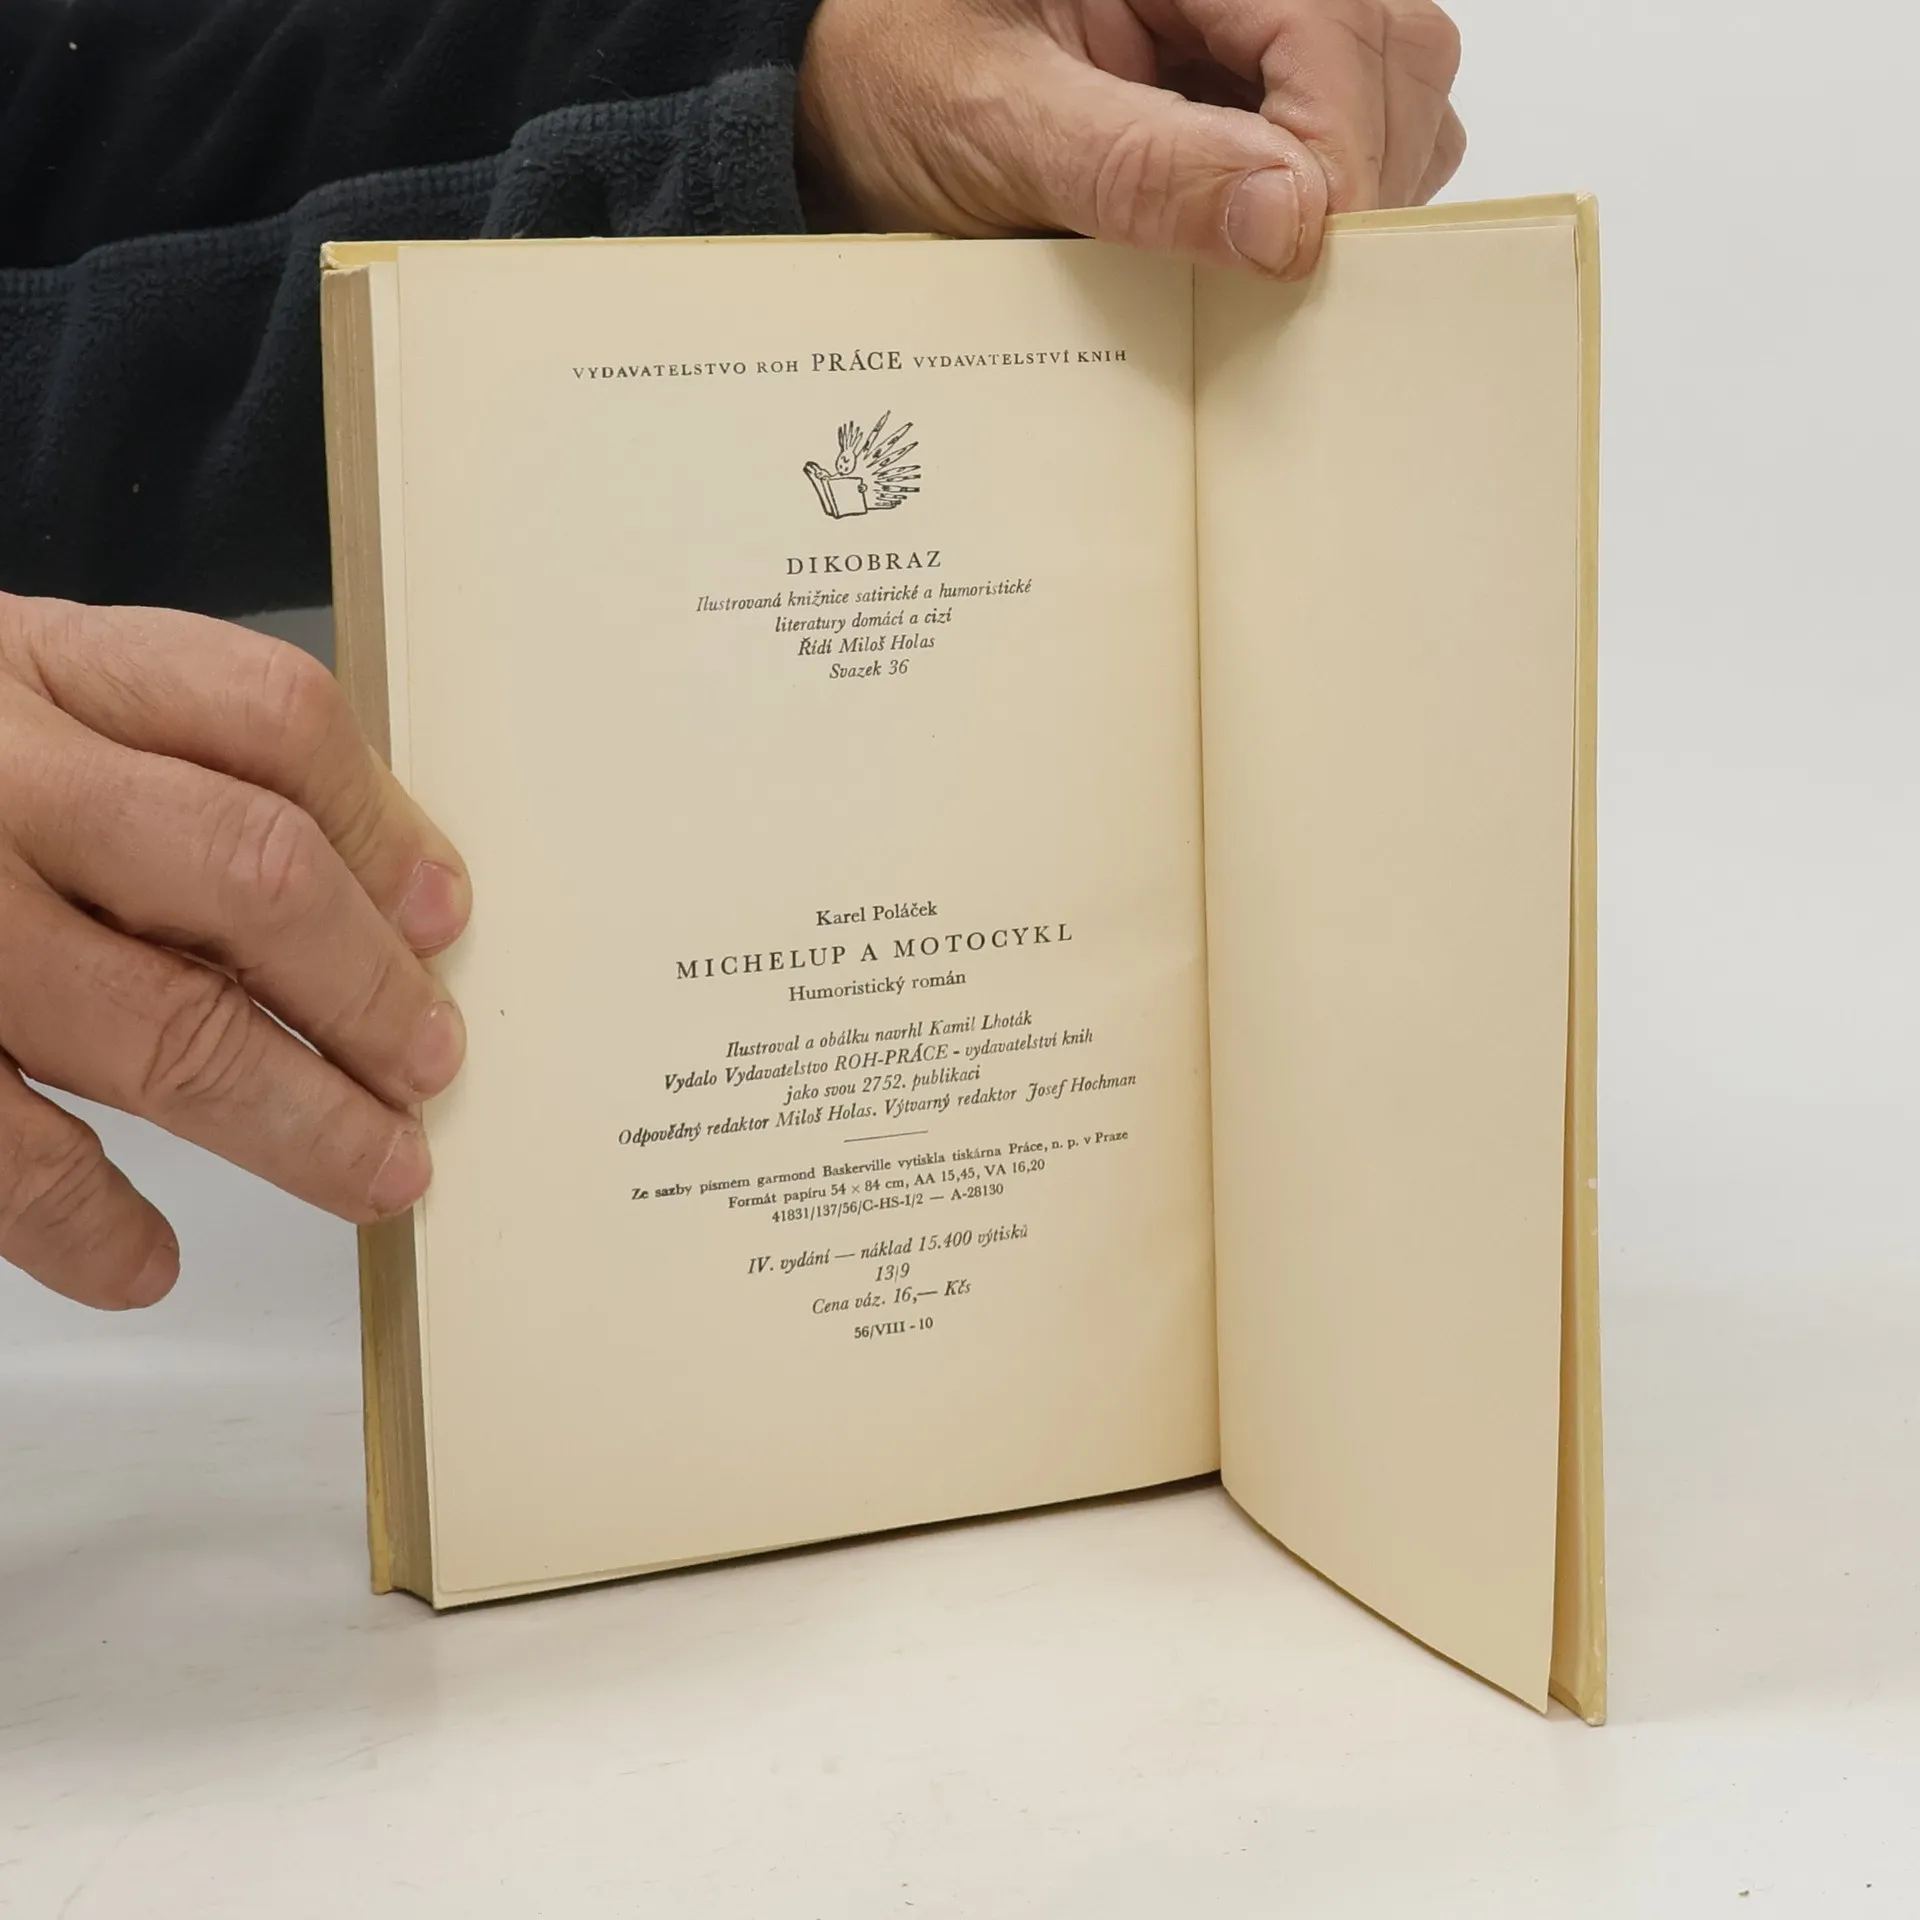 VYDAVATELSTVO ROH PRÁCE VYDAVATELSTVÍ KNIH
DIKOBRAZ
Ilustrovaná knižnice satirické a humoristické
literatury domácí a cizí
Řídí Miloš Holas
Svazek 36
Karel Poláček
MICHELUP A MOTOCYKL
Humoristický román
Ilustroval a obálku navrhl Kamil Lhoták
Vydalo Vydavatelstvo ROH-PRÁCE - vydavatelství knih
jako svou 2752. publikaci
Odpovědný redaktor Miloš Holas. Výtvarný redaktor Josef Hochman
Ze sazby písmem garmond Baskerville vytiskla tiskárna Práce, n. p. v Praze
Formát papíru 54 × 84 cm, AA 15,45, VA 16,20
41831/137/56/C-HS-I/2 — A-28130
IV. vydání — náklad 15.400 výtisků
13/9
Cena váz. 16,— Kčs
56/VIII - 10